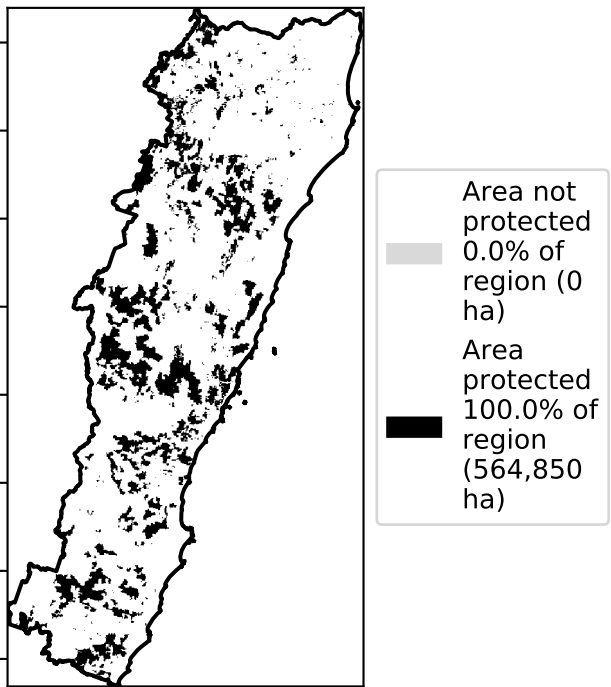 Area not
protected
0.0% of
region (0
ha)
Area
protected
100.0% of
region
(564,850
ha)